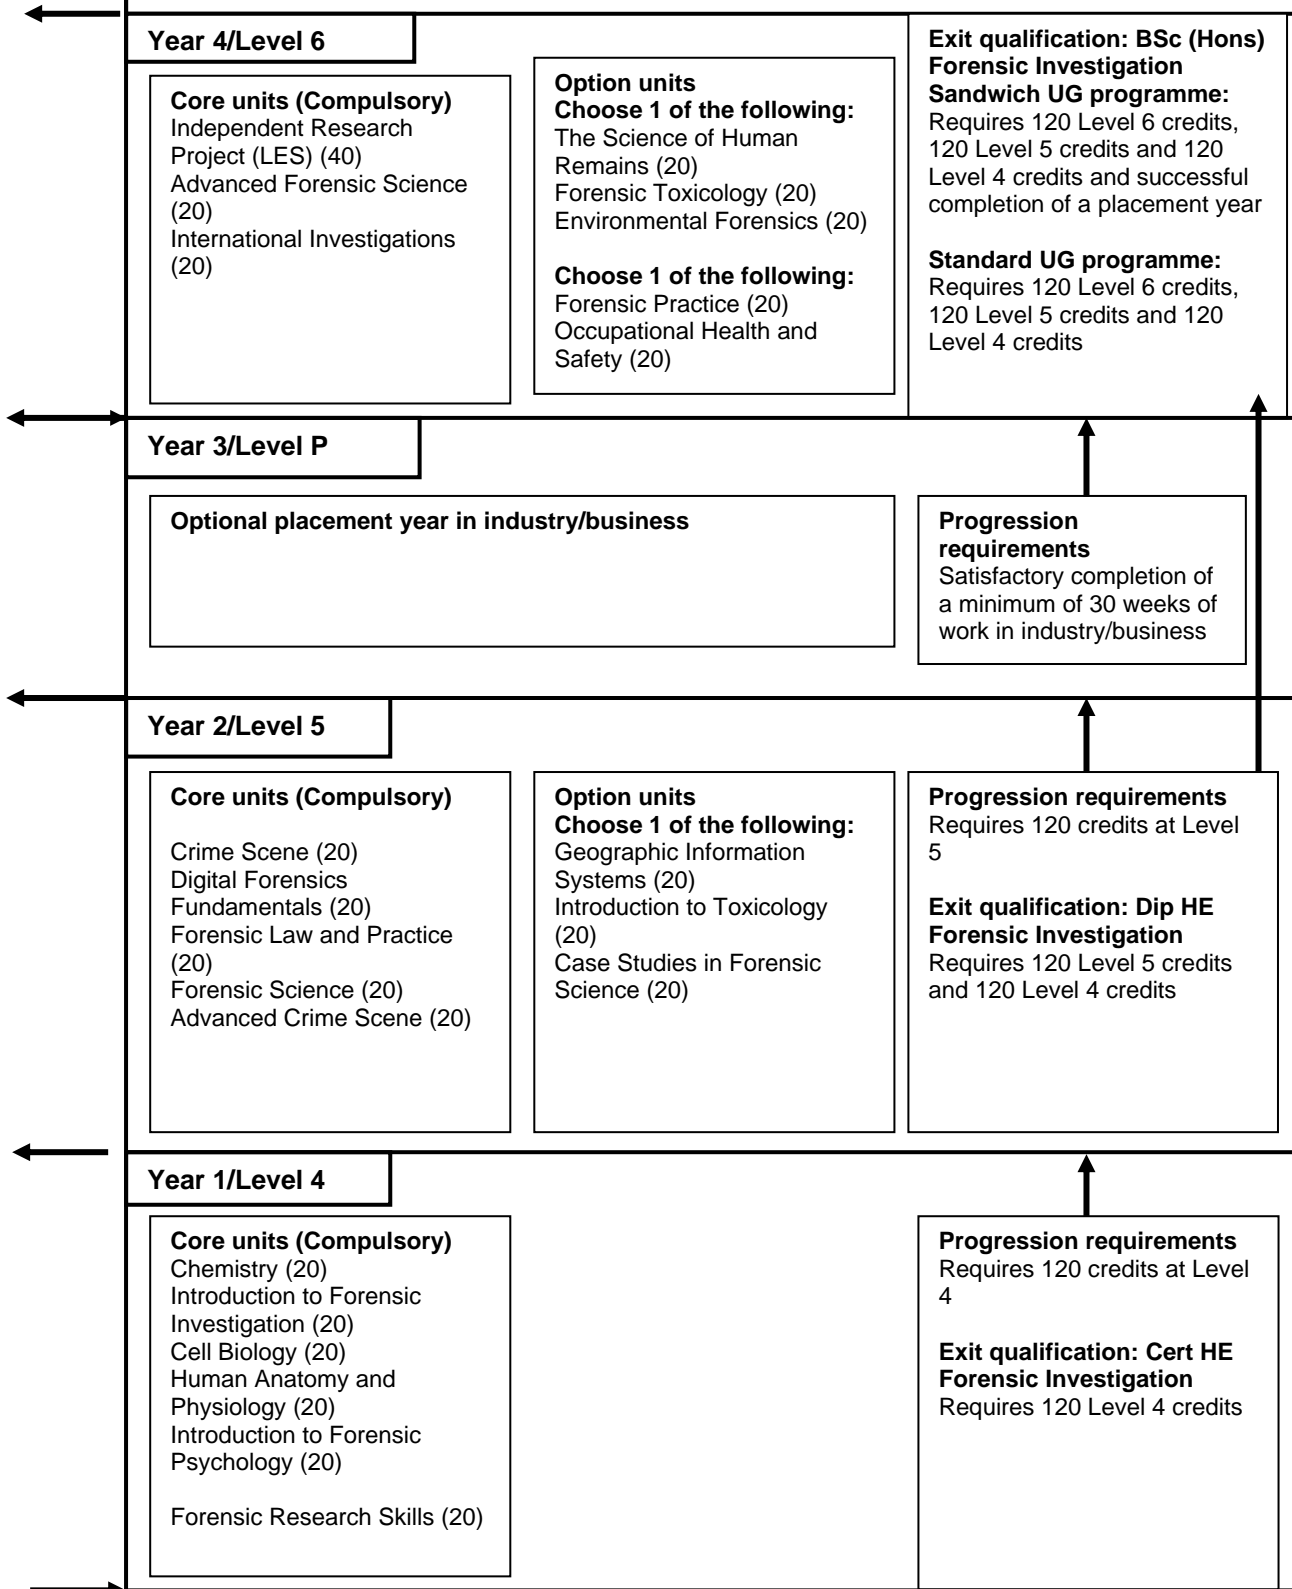 Year 4/Level 6
Core units (Compulsory)
Independent Research
Project (LES) (40)
Advanced Forensic Science
(20)
International Investigations
(20)
Option units
Choose 1 of the following:
The Science of Human
Remains (20)
Forensic Toxicology (20)
Environmental Forensics (20)
Choose 1 of the following:
Forensic Practice (20)
Occupational Health and
Safety (20)
Exit qualification: BSc (Hons)
Forensic Investigation
Sandwich UG programme:
Requires 120 Level 6 credits,
120 Level 5 credits and 120
Level 4 credits and successful
completion of a placement year
Standard UG programme:
Requires 120 Level 6 credits,
120 Level 5 credits and 120
Level 4 credits
Year 3/Level P
Optional placement year in industry/business
Progression
requirements
Satisfactory completion of
a minimum of 30 weeks of
work in industry/business
Year 2/Level 5
Core units (Compulsory)
Crime Scene (20)
Digital Forensics
Fundamentals (20)
Forensic Law and Practice
(20)
Forensic Science (20)
Advanced Crime Scene (20)
Option units
Choose 1 of the following:
Geographic Information
Systems (20)
Introduction to Toxicology
(20)
Case Studies in Forensic
Science (20)
Progression requirements
Requires 120 credits at Level
5
Exit qualification: Dip HE
Forensic Investigation
Requires 120 Level 5 credits
and 120 Level 4 credits
Year 1/Level 4
Core units (Compulsory)
Chemistry (20)
Introduction to Forensic
Investigation (20)
Cell Biology (20)
Human Anatomy and
Physiology (20)
Introduction to Forensic
Psychology (20)
Forensic Research Skills (20)
Progression requirements
Requires 120 credits at Level
4
Exit qualification: Cert HE
Forensic Investigation
Requires 120 Level 4 credits